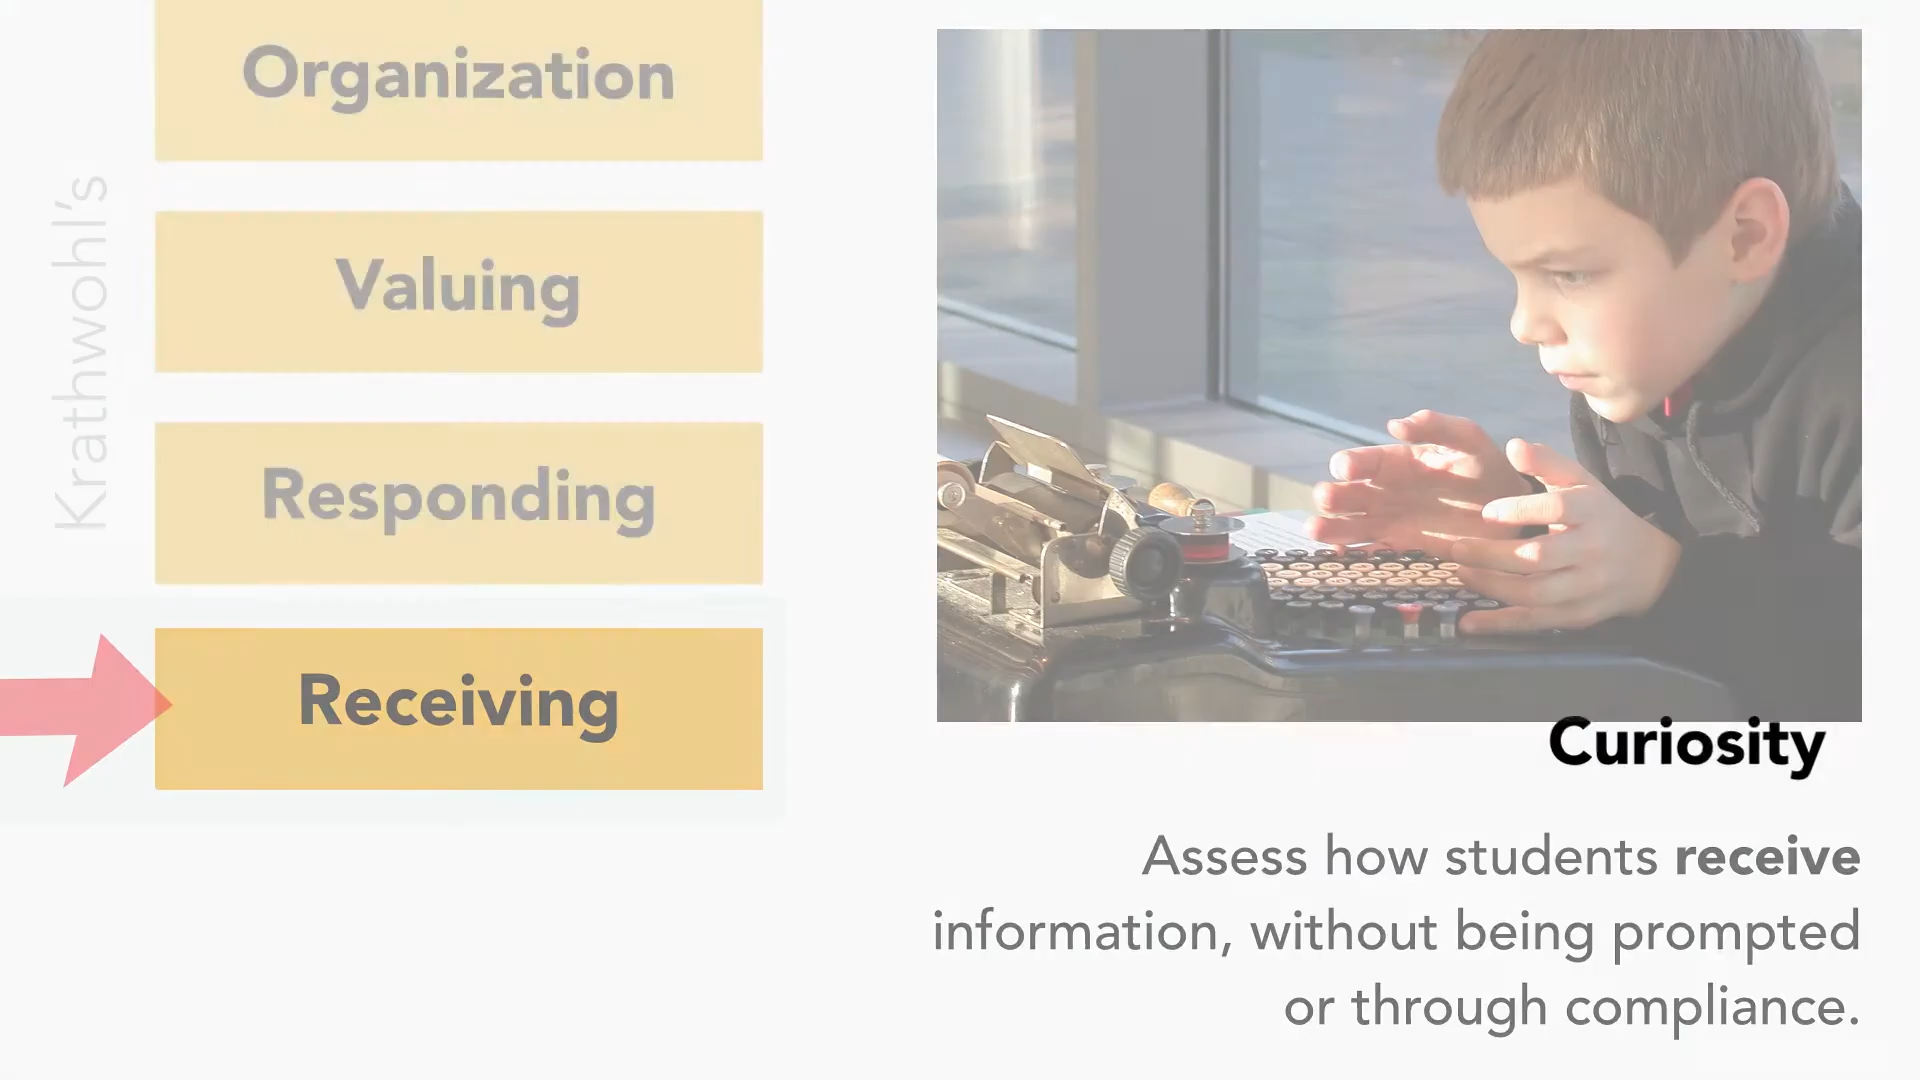 Krathwohl's
Organization
Valuing
Responding
Receiving
Curiosity
Assess how students receive
information, without being prompted
or through compliance.